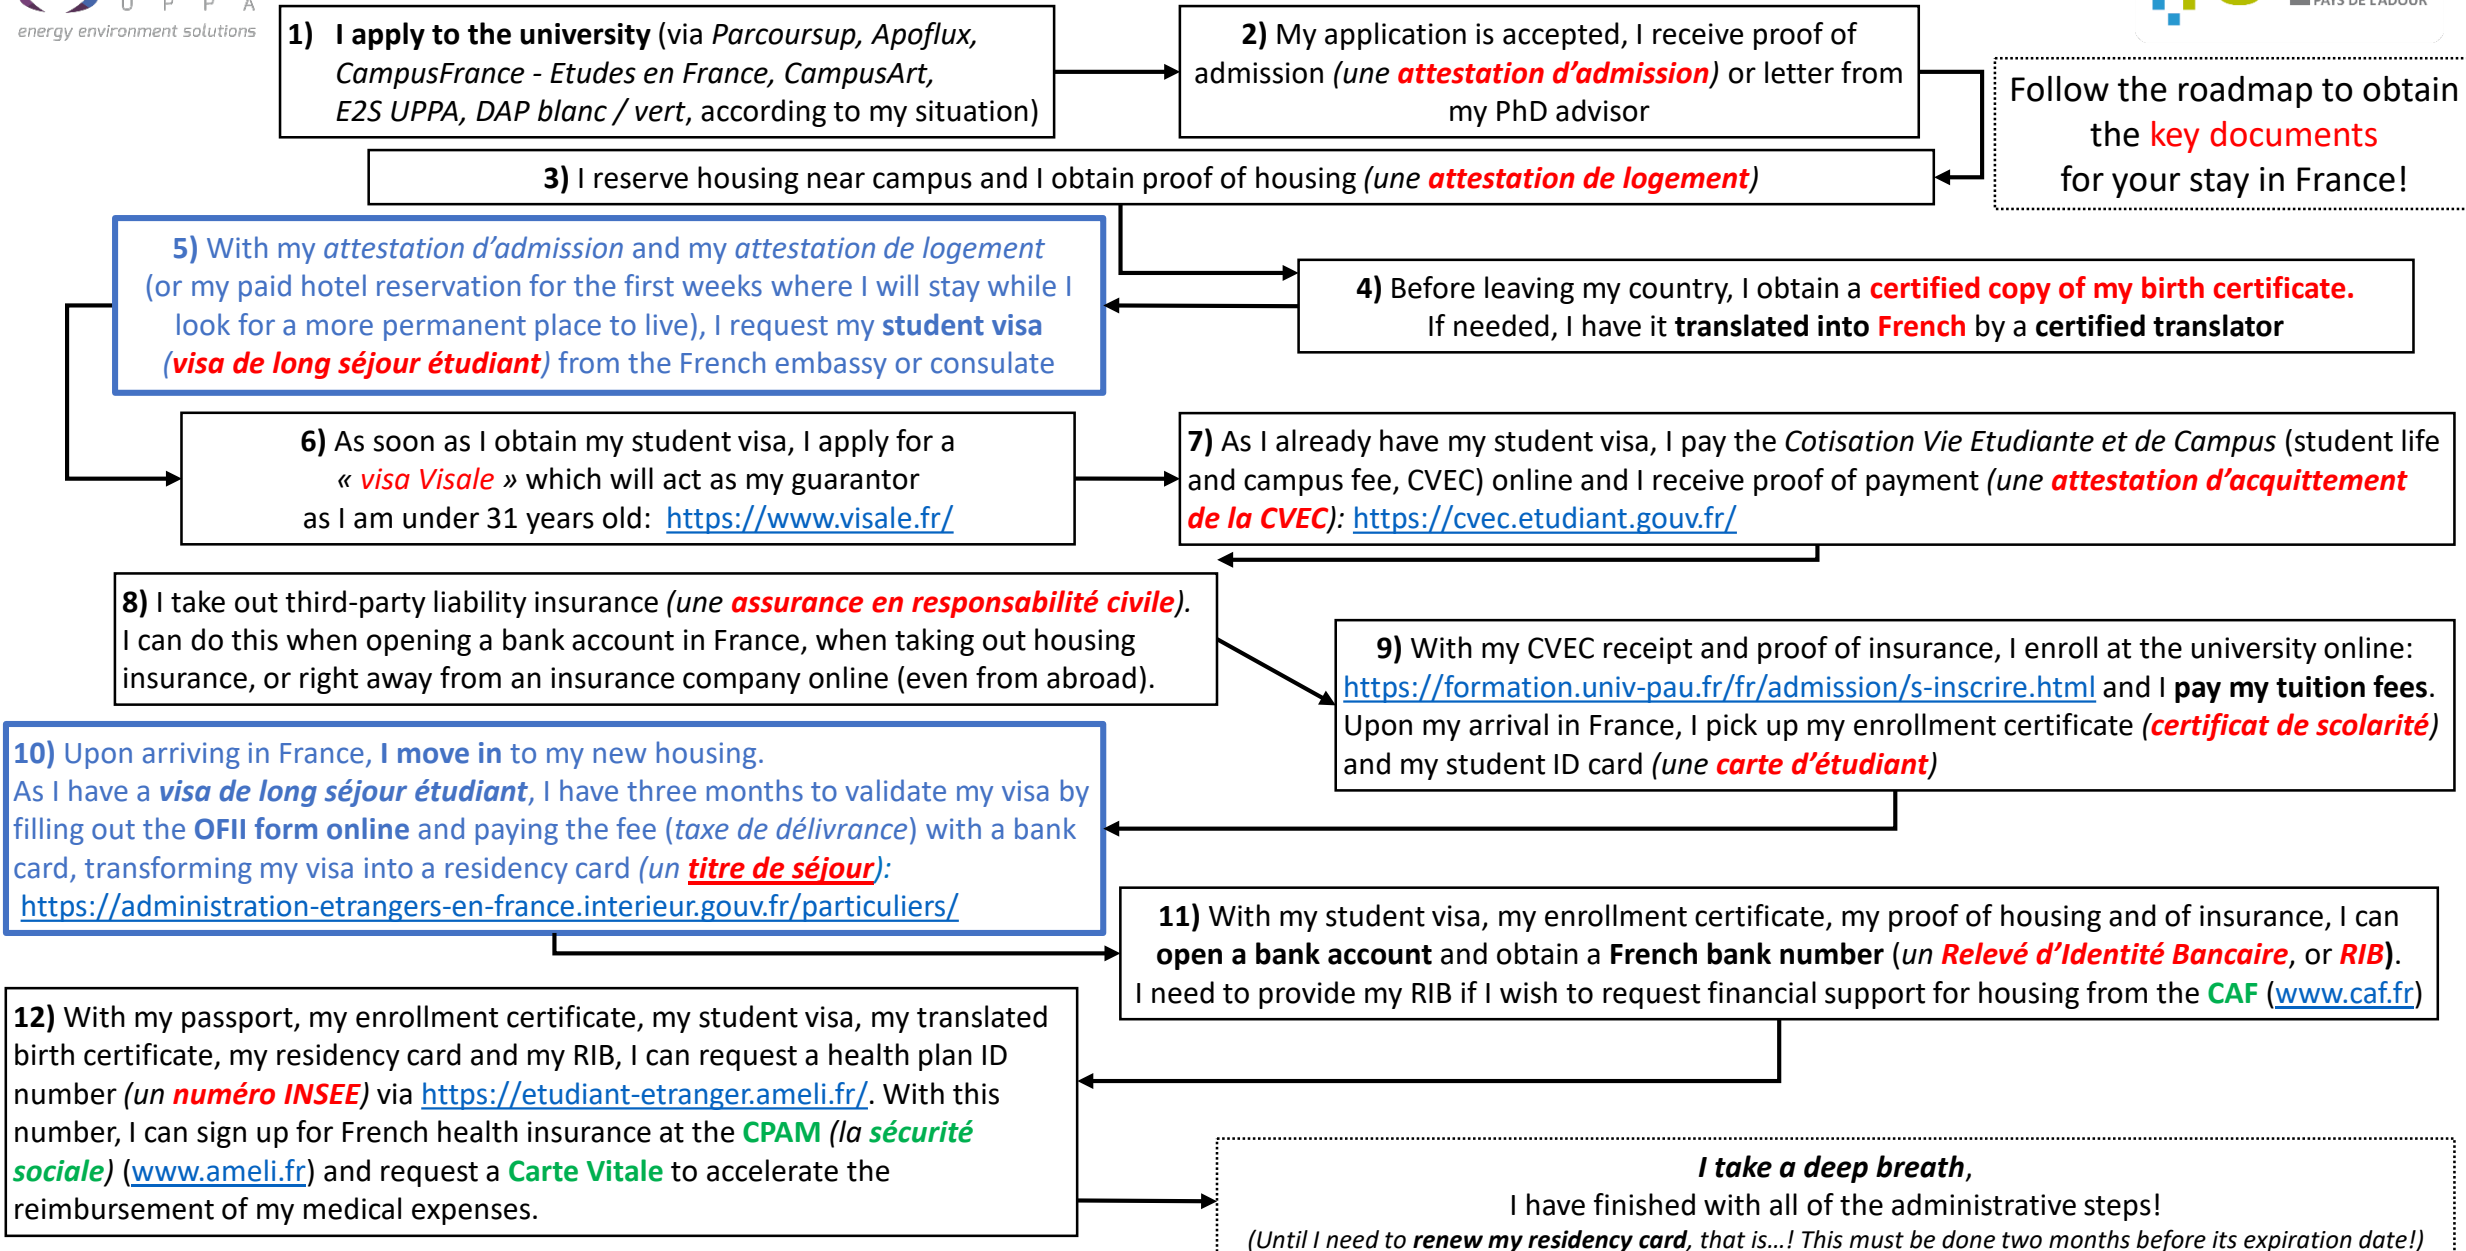 U P P A
energy environment solutions
PAYS DE L'ADOUR
1) I apply to the university (via Parcoursup, Apoflux,
CampusFrance - Etudes en France, CampusArt,
E2S UPPA, DAP blanc / vert, according to my situation)
2) My application is accepted, I receive proof of
admission (une attestation d'admission) or letter from
my PhD advisor
Follow the roadmap to obtain
the key documents
for your stay in France!
3) I reserve housing near campus and I obtain proof of housing (une attestation de logement)
4) Before leaving my country, I obtain a certified copy of my birth certificate.
If needed, I have it translated into French by a certified translator
5) With my attestation d'admission and my attestation de logement
(or my paid hotel reservation for the first weeks where I will stay while I
look for a more permanent place to live), I request my student visa
(visa de long séjour étudiant) from the French embassy or consulate
6) As soon as I obtain my student visa, I apply for a
« visa Visale » which will act as my guarantor
as I am under 31 years old: https://www.visale.fr/
7) As I already have my student visa, I pay the Cotisation Vie Etudiante et de Campus (student life
and campus fee, CVEC) online and I receive proof of payment (une attestation d'acquittement
de la CVEC): https://cvec.etudiant.gouv.fr/
8) I take out third-party liability insurance (une assurance en responsabilité civile).
I can do this when opening a bank account in France, when taking out housing
insurance, or right away from an insurance company online (even from abroad).
9) With my CVEC receipt and proof of insurance, I enroll at the university online:
https://formation.univ-pau.fr/fr/admission/s-inscrire.html and I pay my tuition fees.
Upon my arrival in France, I pick up my enrollment certificate (certificat de scolarité)
and my student ID card (une carte d'étudiant)
10) Upon arriving in France, I move in to my new housing.
As I have a visa de long séjour étudiant, I have three months to validate my visa by
filling out the OFII form online and paying the fee (taxe de délivrance) with a bank
card, transforming my visa into a residency card (un titre de séjour):
https://administration-etrangers-en-france.interieur.gouv.fr/particuliers/
11) With my student visa, my enrollment certificate, my proof of housing and of insurance, I can
open a bank account and obtain a French bank number (un Relevé d'Identité Bancaire, or RIB).
I need to provide my RIB if I wish to request financial support for housing from the CAF (www.caf.fr)
12) With my passport, my enrollment certificate, my student visa, my translated
birth certificate, my residency card and my RIB, I can request a health plan ID
number (un numéro INSEE) via https://etudiant-etranger.ameli.fr/. With this
number, I can sign up for French health insurance at the CPAM (la sécurité
sociale) (www.ameli.fr) and request a Carte Vitale to accelerate the
reimbursement of my medical expenses.
I take a deep breath,
I have finished with all of the administrative steps!
(Until I need to renew my residency card, that is...! This must be done two months before its expiration date!)